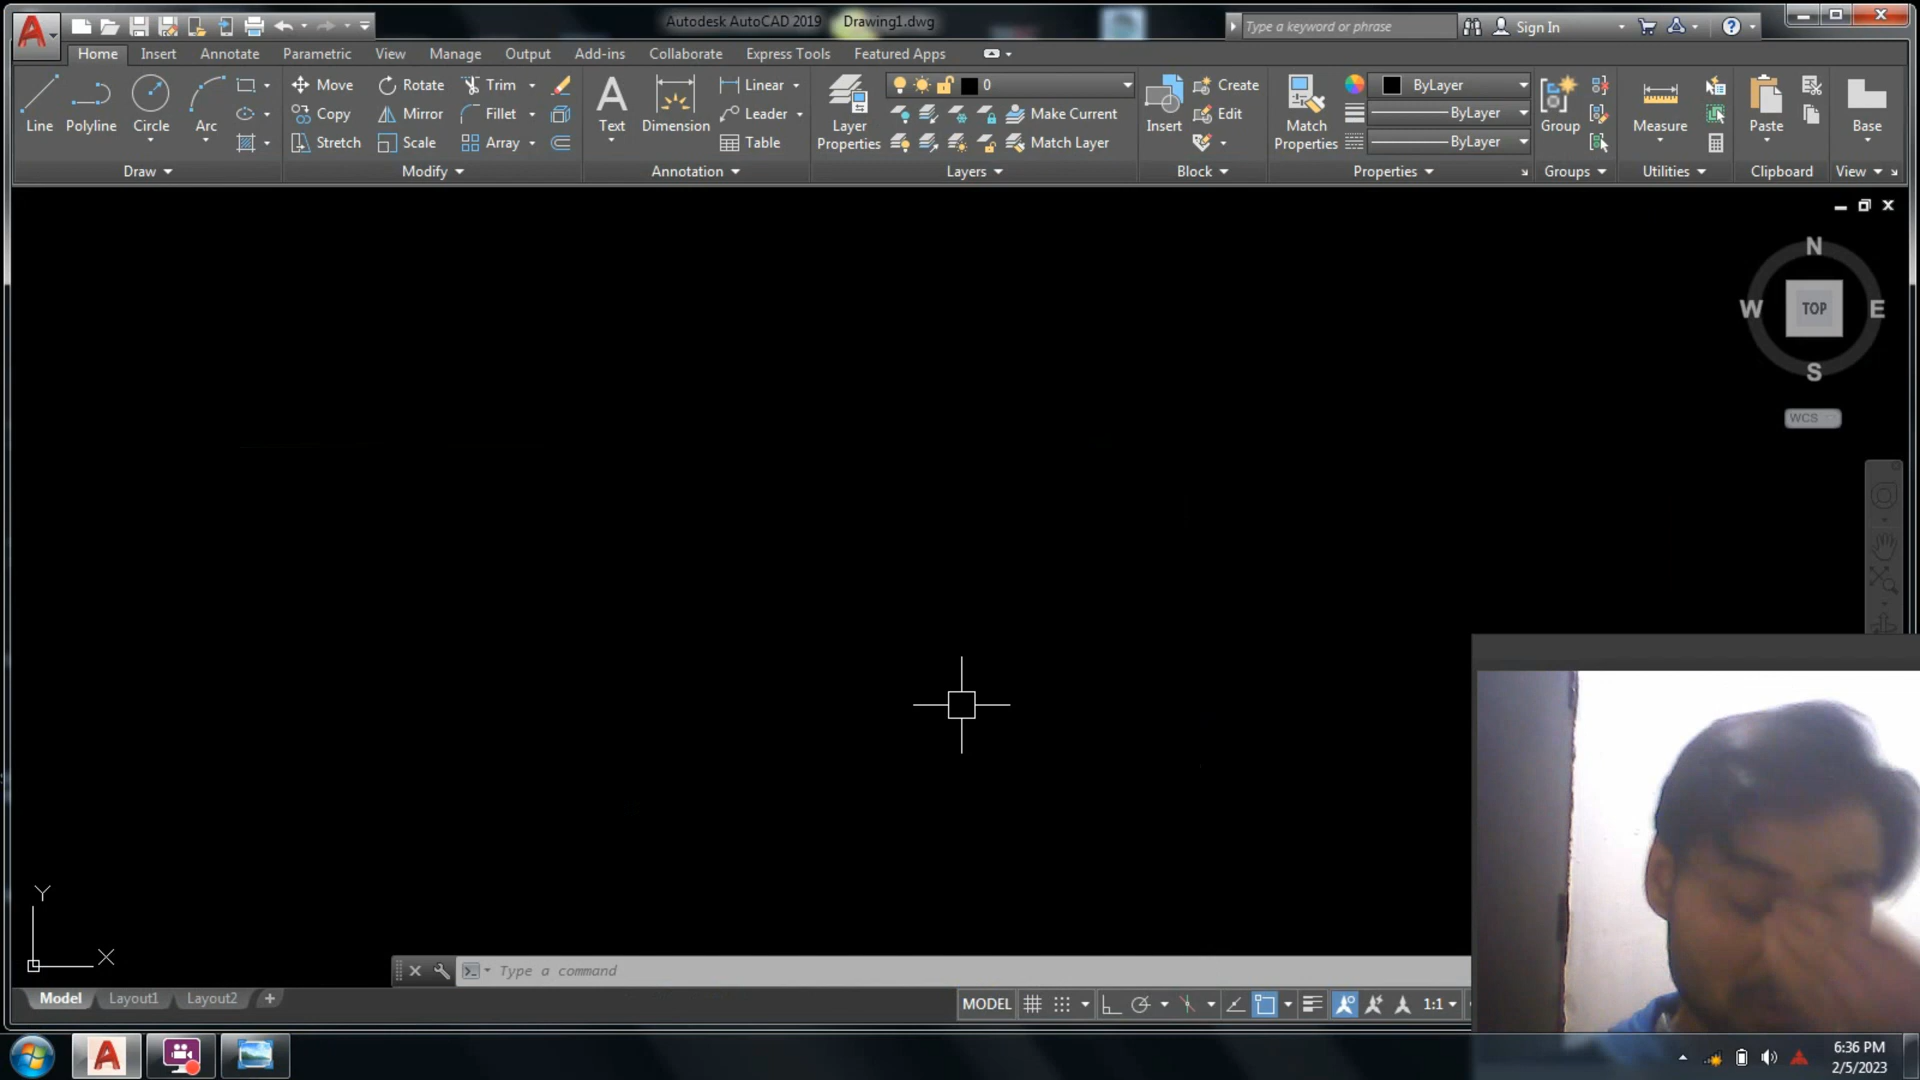 Autodesk AutoCAD 2019 Drawing1.dwg
Type a keyword or phrase
Sign In
Home Insert Annotate Parametric View Manage Output Add-ins Collaborate Express Tools Featured Apps
Line Polyline Circle Arc
Move Rotate Trim
Copy Mirror Fillet
Stretch Scale Array
Text Dimension
Linear
Leader
Table
Layer Properties
0
Make Current
Match Layer
Insert
Create
Edit
Match Properties
ByLayer
ByLayer
ByLayer
Group
Measure
Paste
Base
Draw Modify Annotation Layers Block Properties Groups Utilities Clipboard View
N
W TOP E
S
WCS
Y
X
Type a command
Model Layout1 Layout2 +
MODEL 1:1
6:36 PM
2/5/2023